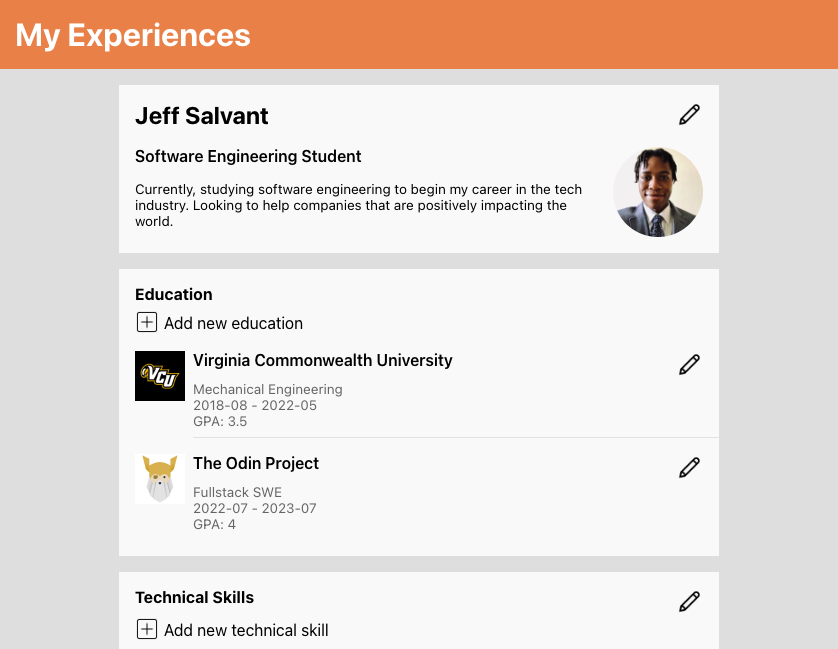 My Experiences
Jeff Salvant
Software Engineering Student
Currently, studying software engineering to begin my career in the tech
industry. Looking to help companies that are positively impacting the
world.
Education
Add new education
VCU
Virginia Commonwealth University
Mechanical Engineering
2018-08 - 2022-05
GPA: 3.5
The Odin Project
Fullstack SWE
2022-07 - 2023-07
GPA: 4
Technical Skills
Add new technical skill